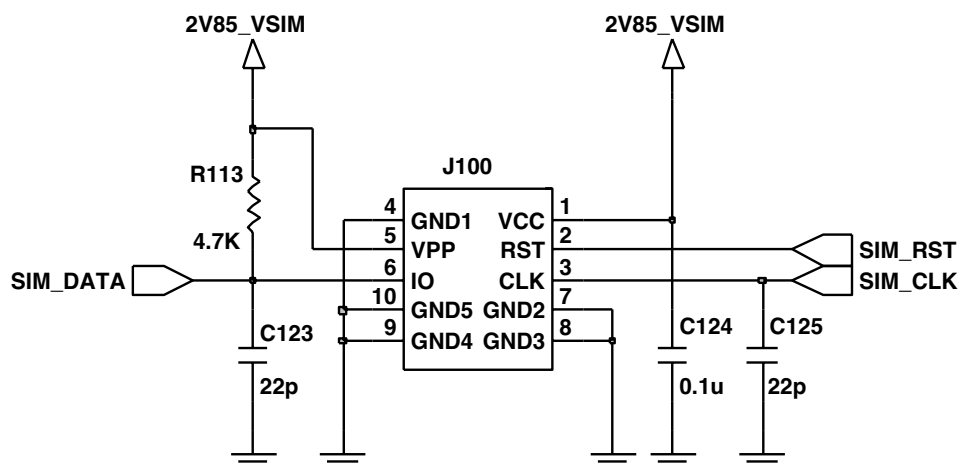 2V85_VSIM
2V85_VSIM
J100
R113
4.7K
4 GND1 VCC 1
5 VPP RST 2
SIM_RST
SIM_DATA
6 IO CLK 3
SIM_CLK
10 GND5 GND2 7
9 GND4 GND3 8
C123
22p
C124
0.1u
C125
22p